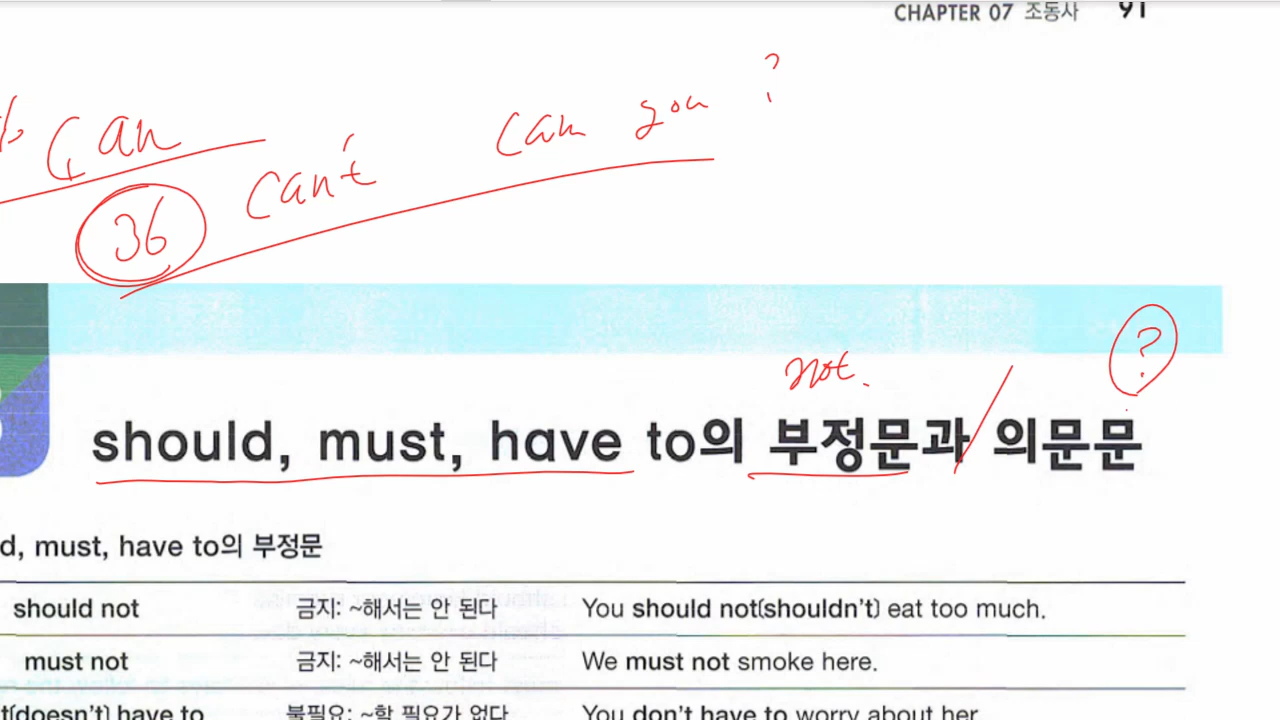 CHAPTER 07 조동사 91
can can't can you ?
36
not. ?
should, must, have to의 부정문과 의문문
d, must, have to의 부정문
should not 금지: ~해서는 안 된다 You should not(shouldn't) eat too much.
must not 금지: ~해서는 안 된다 We must not smoke here.
t(doesn't) have to 불필요: ~할 필요가 없다 You don't have to worry about her.